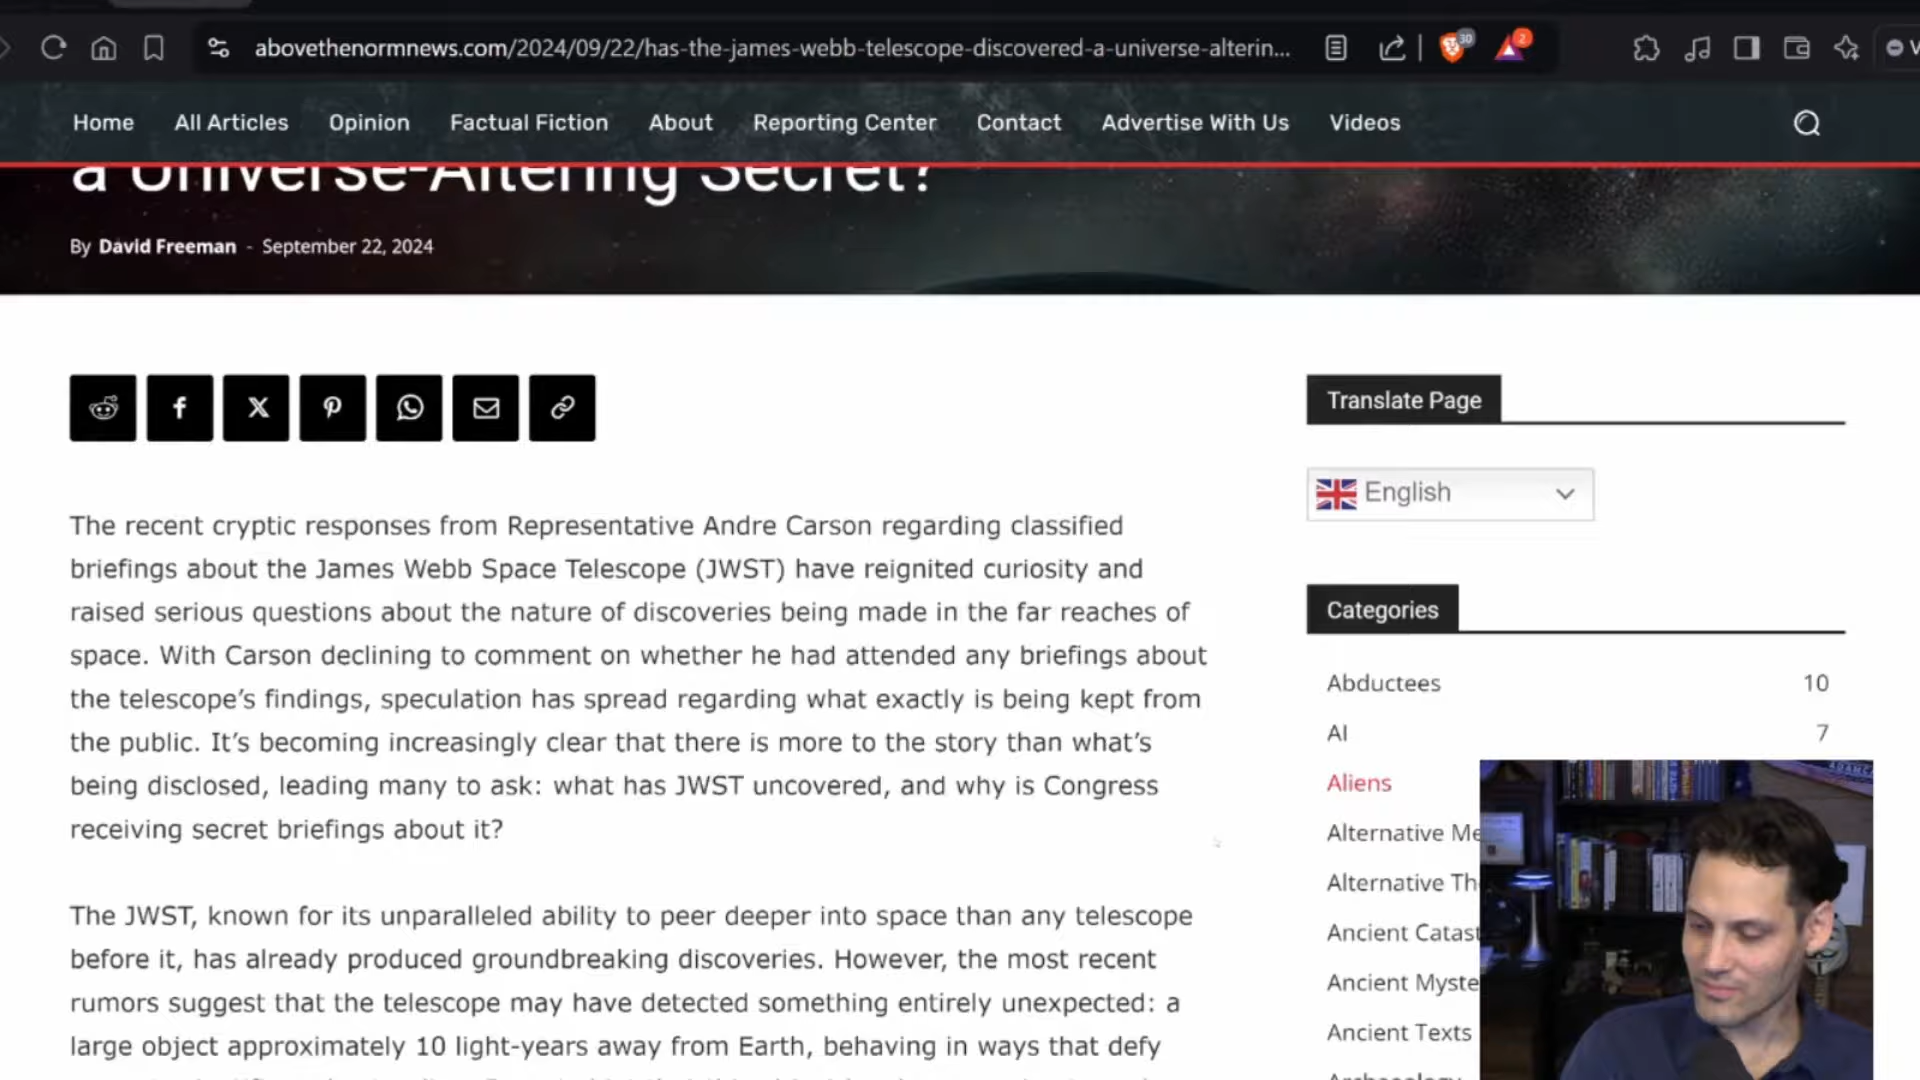 abovethenormnews.com/2024/09/22/has-the-james-webb-telescope-discovered-a-universe-alterin...
30
2
Home All Articles Opinion Factual Fiction About Reporting Center Contact Advertise With Us Videos
a Universe-Altering Secret?
By David Freeman - September 22, 2024
Translate Page
English
The recent cryptic responses from Representative Andre Carson regarding classified
briefings about the James Webb Space Telescope (JWST) have reignited curiosity and
raised serious questions about the nature of discoveries being made in the far reaches of
space. With Carson declining to comment on whether he had attended any briefings about
the telescope’s findings, speculation has spread regarding what exactly is being kept from
the public. It’s becoming increasingly clear that there is more to the story than what’s
being disclosed, leading many to ask: what has JWST uncovered, and why is Congress
receiving secret briefings about it?
The JWST, known for its unparalleled ability to peer deeper into space than any telescope
before it, has already produced groundbreaking discoveries. However, the most recent
rumors suggest that the telescope may have detected something entirely unexpected: a
large object approximately 10 light-years away from Earth, behaving in ways that defy
Categories
Abductees 10
AI 7
Aliens
Alternative Me
Alternative Th
Ancient Catast
Ancient Myste
Ancient Texts
Archaeology